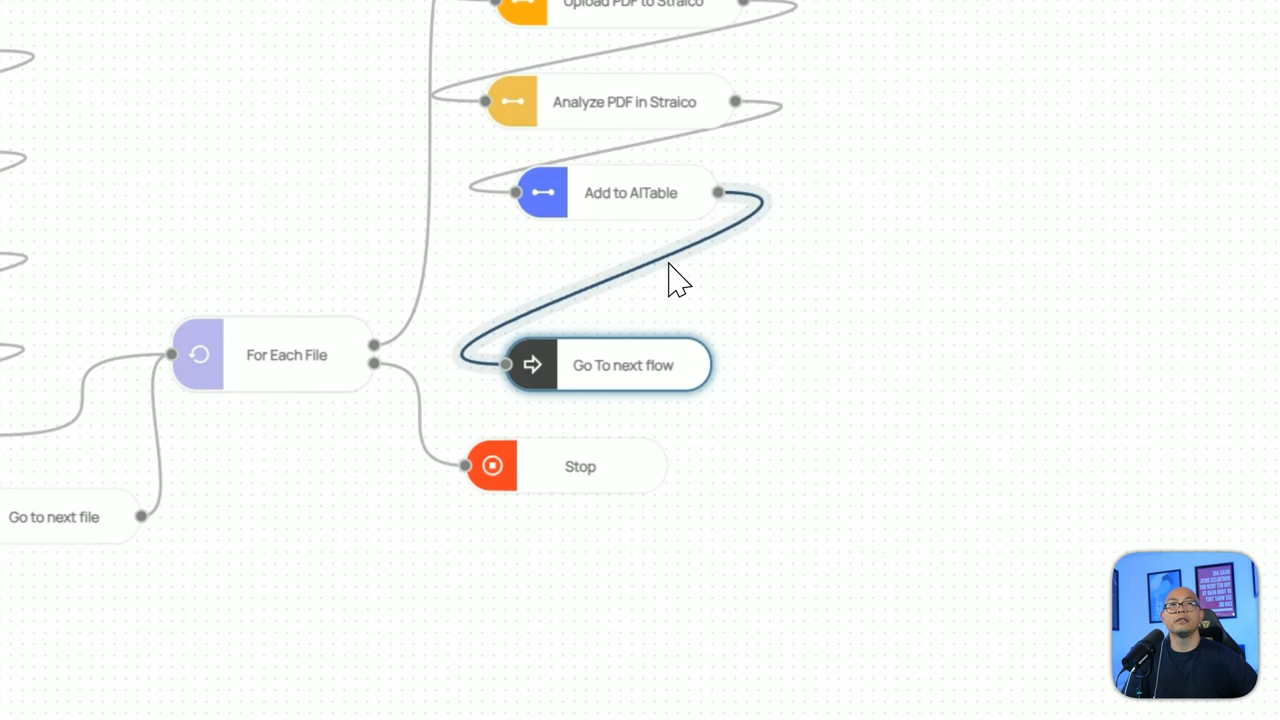 Upload PDF to Straico
Analyze PDF in Straico
Add to AITable
For Each File
Go To next flow
Stop
Go to next file